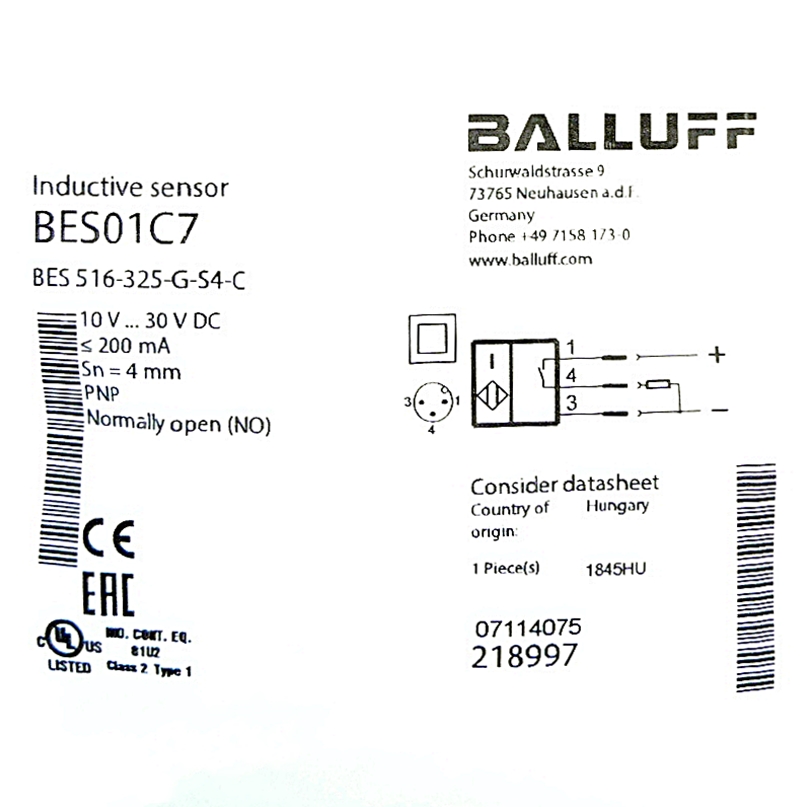 BALLUFF
Schurwaldstrasse 9
73765 Neuhausen a.d.F.
Germany
Phone +49 7158 173-0
www.balluff.com
Inductive sensor
BES01C7
BES 516-325-G-S4-C
10 V ... 30 V DC
≤ 200 mA
Sn = 4 mm
PNP
Normally open (NO)
1 +
4
3 −
3 1
4
Consider datasheet
Country of origin: Hungary
1 Piece(s) 1845HU
07114075
218997
CE
EAC
C UL US
LISTED
IND. CONT. EQ.
81U2
Class 2 Type 1